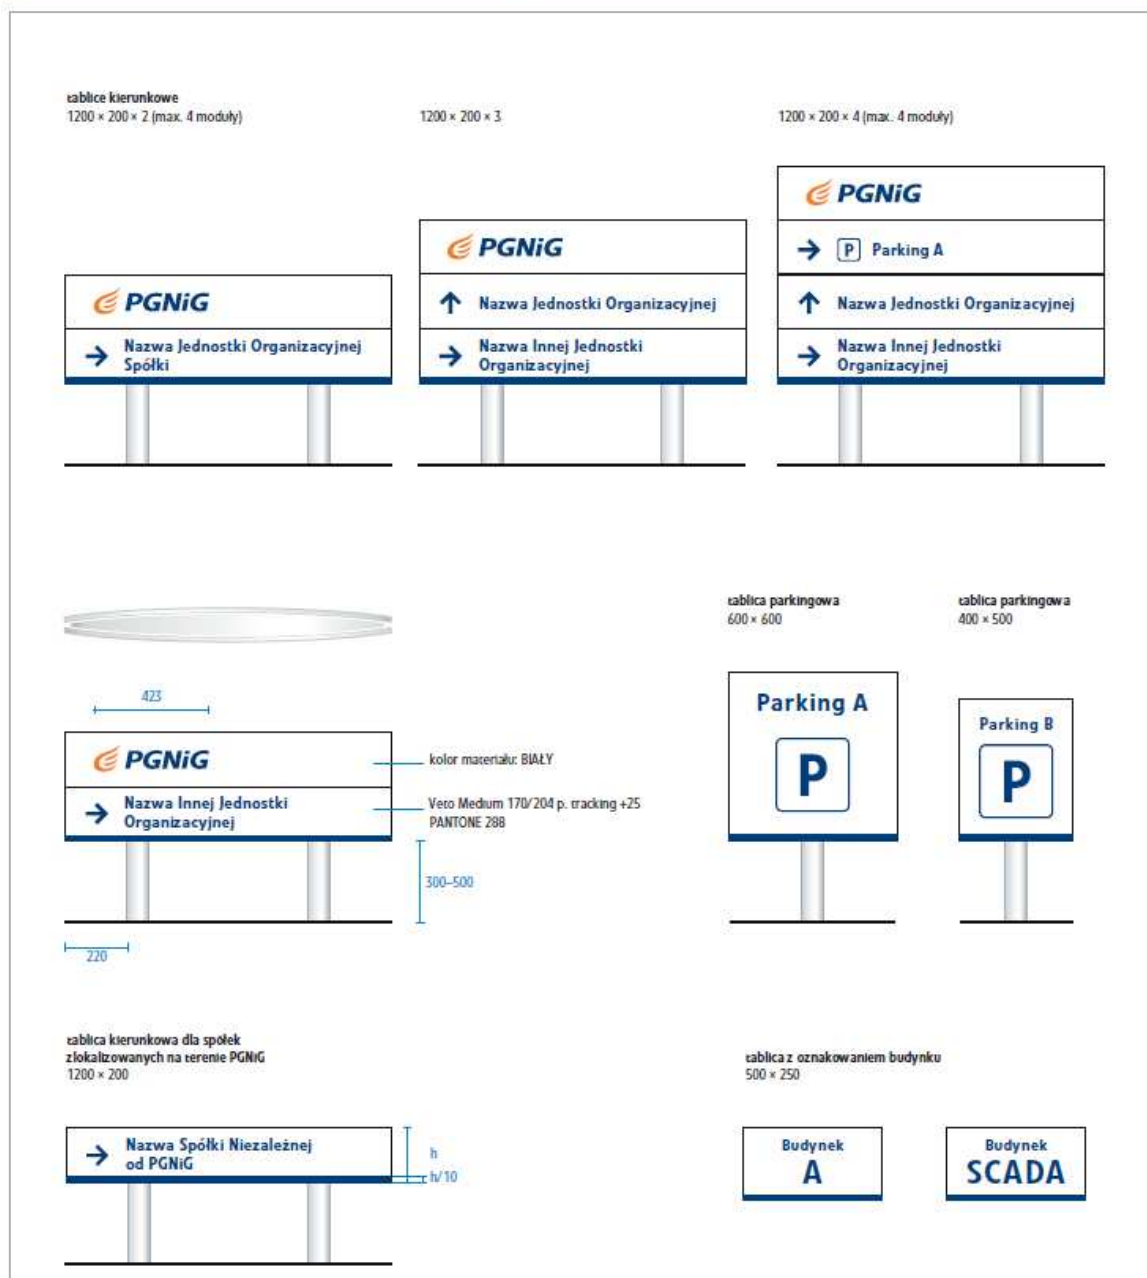 tablice kierunkowe
1200 × 200 × 2 (max. 4 moduły)
1200 × 200 × 3
1200 × 200 × 4 (max. 4 moduły)
PGNiG
Nazwa Jednostki Organizacyjnej
Spółki
PGNiG
Nazwa Jednostki Organizacyjnej
Nazwa Innej Jednostki
Organizacyjnej
PGNiG
P Parking A
Nazwa Jednostki Organizacyjnej
Nazwa Innej Jednostki
Organizacyjnej
423
PGNiG
Nazwa Innej Jednostki
Organizacyjnej
kolor materiału: BIAŁY
Vero Medium 170/204 p. tracking +25
PANTONE 288
300–500
220
tablica parkingowa
600 × 600
Parking A
P
tablica parkingowa
400 × 500
Parking B
P
tablica kierunkowa dla spółek
zlokalizowanych na terenie PGNiG
1200 × 200
Nazwa Spółki Niezależnej
od PGNiG
h
h/10
tablica z oznakowaniem budynku
500 × 250
Budynek
A
Budynek
SCADA